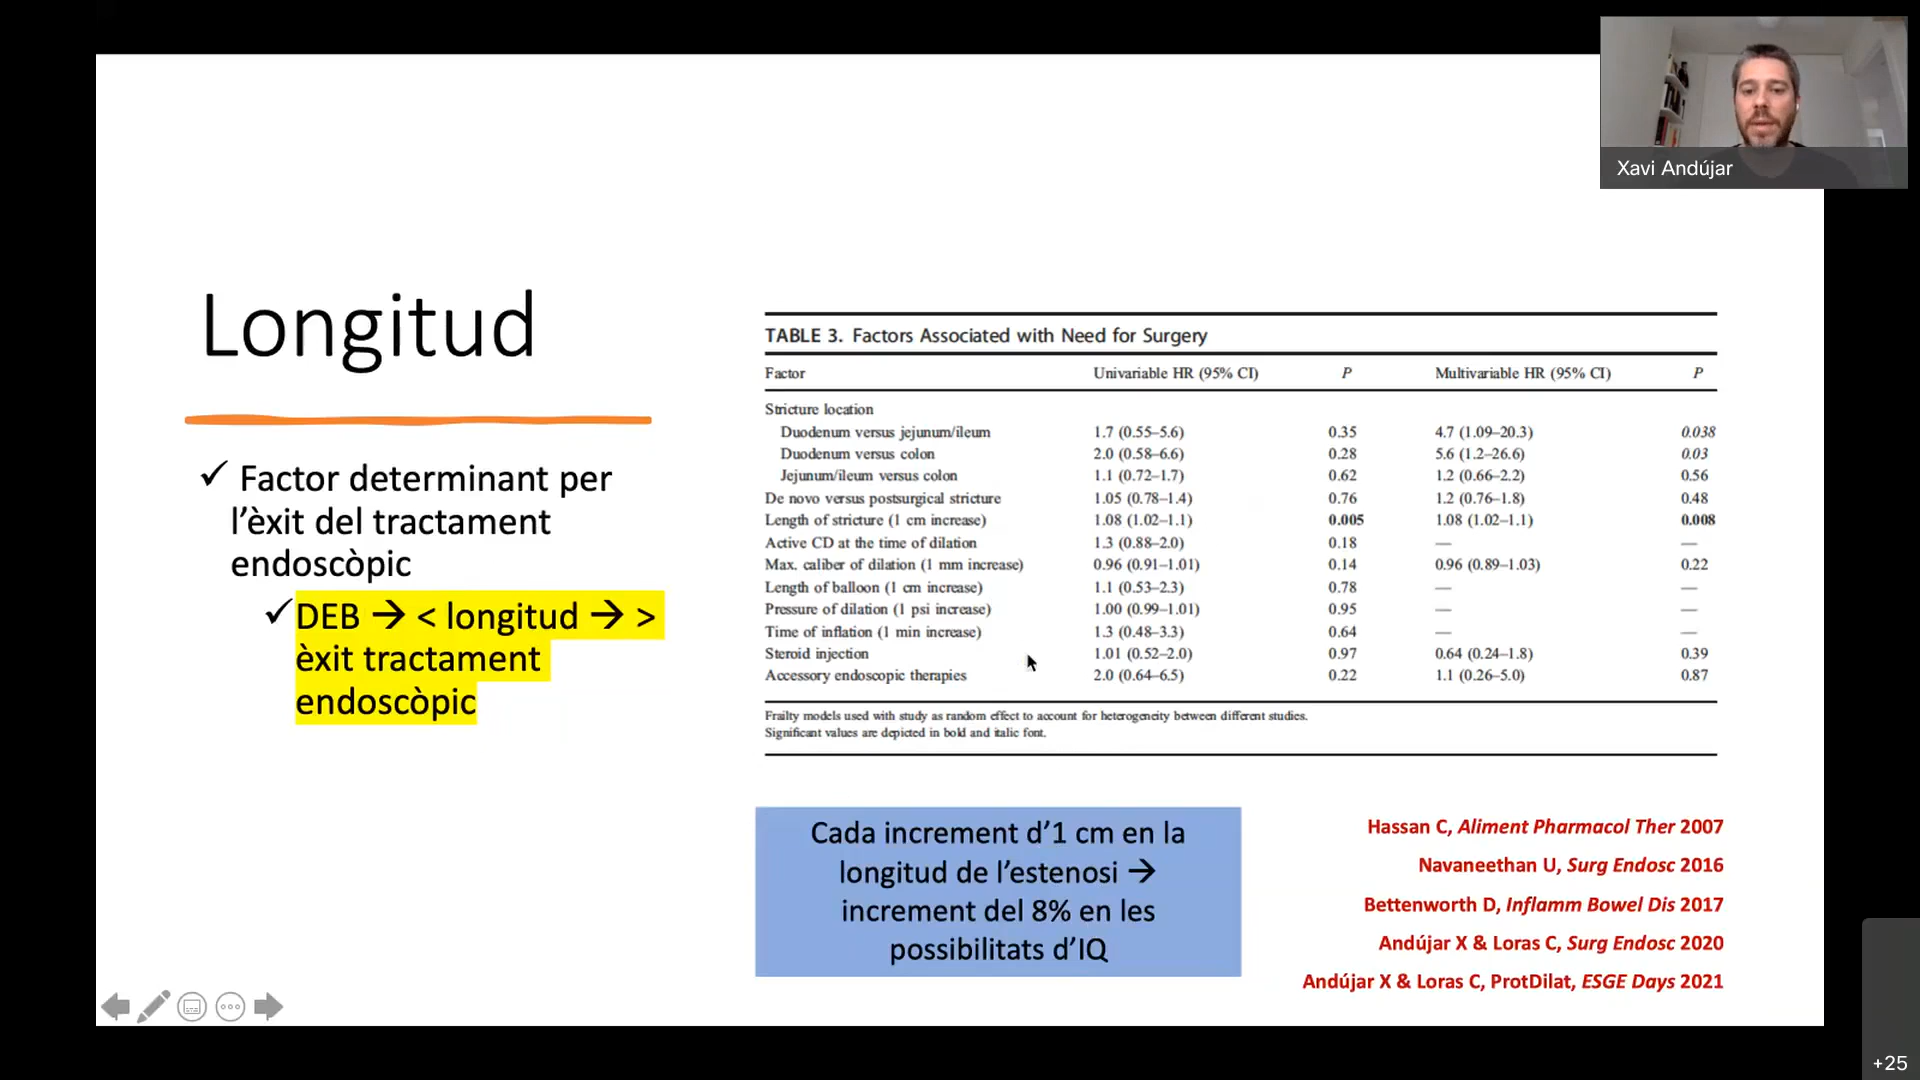 Xavi Andújar
Longitud
✓ Factor determinant per
l’èxit del tractament
endoscòpic
✓ DEB → < longitud → >
èxit tractament
endoscòpic
TABLE 3. Factors Associated with Need for Surgery
Factor Univariable HR (95% CI) P Multivariable HR (95% CI) P
Stricture location
Duodenum versus jejunum/ileum 1.7 (0.55–5.6) 0.35 4.7 (1.09–20.3) 0.038
Duodenum versus colon 2.0 (0.58–6.6) 0.28 5.6 (1.2–26.6) 0.03
Jejunum/ileum versus colon 1.1 (0.72–1.7) 0.62 1.2 (0.66–2.2) 0.56
De novo versus postsurgical stricture 1.05 (0.78–1.4) 0.76 1.2 (0.76–1.8) 0.48
Length of stricture (1 cm increase) 1.08 (1.02–1.1) 0.005 1.08 (1.02–1.1) 0.008
Active CD at the time of dilation 1.3 (0.88–2.0) 0.18 — —
Max. caliber of dilation (1 mm increase) 0.96 (0.91–1.01) 0.14 0.96 (0.89–1.03) 0.22
Length of balloon (1 cm increase) 1.1 (0.53–2.3) 0.78 — —
Pressure of dilation (1 psi increase) 1.00 (0.99–1.01) 0.95 — —
Time of inflation (1 min increase) 1.3 (0.48–3.3) 0.64 — —
Steroid injection 1.01 (0.52–2.0) 0.97 0.64 (0.24–1.8) 0.39
Accessory endoscopic therapies 2.0 (0.64–6.5) 0.22 1.1 (0.26–5.0) 0.87
Frailty models used with study as random effect to account for heterogeneity between different studies.
Significant values are depicted in bold and italic font.
Cada increment d’1 cm en la
longitud de l’estenosi →
increment del 8% en les
possibilitats d’IQ
Hassan C, Aliment Pharmacol Ther 2007
Navaneethan U, Surg Endosc 2016
Bettenworth D, Inflamm Bowel Dis 2017
Andújar X & Loras C, Surg Endosc 2020
Andújar X & Loras C, ProtDilat, ESGE Days 2021
+25